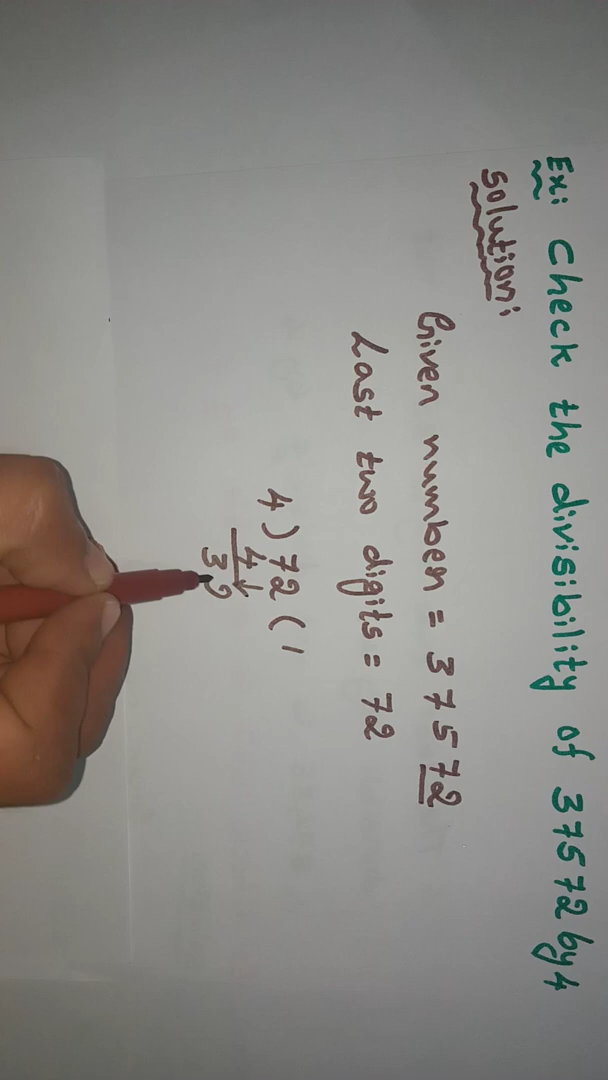 Ex: Check the divisibility of 37572 by 4
Solution:
Given number = 37572
Last two digits = 72
4 ) 72 ( 1
4
32